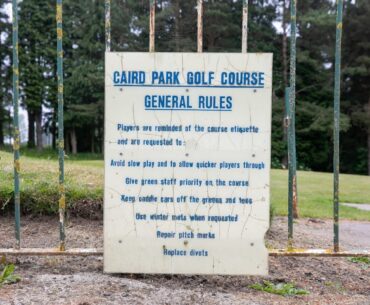 CAIRD PARK GOLF COURSE
GENERAL RULES
Players are reminded of the course etiquette
and are requested to:
Avoid slow play and to allow quicker players through
Give green staff priority on the course
Keep caddie cars off the greens and tees
Use winter mats when requested
Repair pitch marks
Replace divots